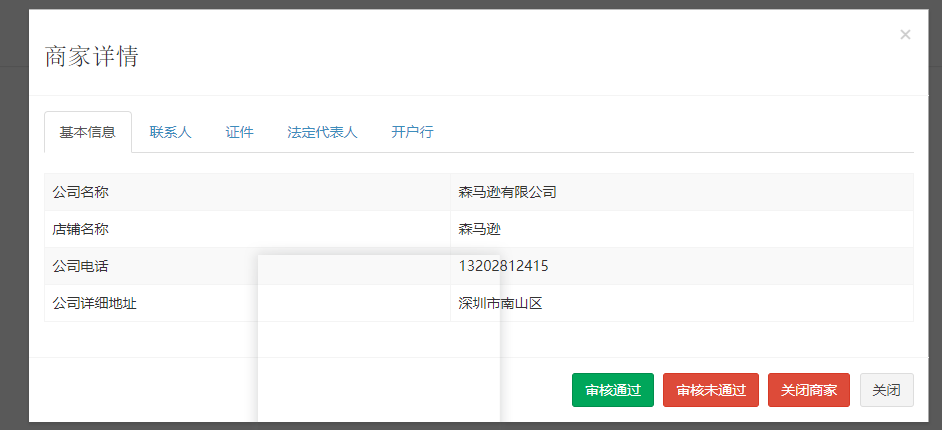 ×
商家详情
基本信息 联系人 证件 法定代表人 开户行
公司名称 森马逊有限公司
店铺名称 森马逊
公司电话 13202812415
公司详细地址 深圳市南山区
审核通过 审核未通过 关闭商家 关闭